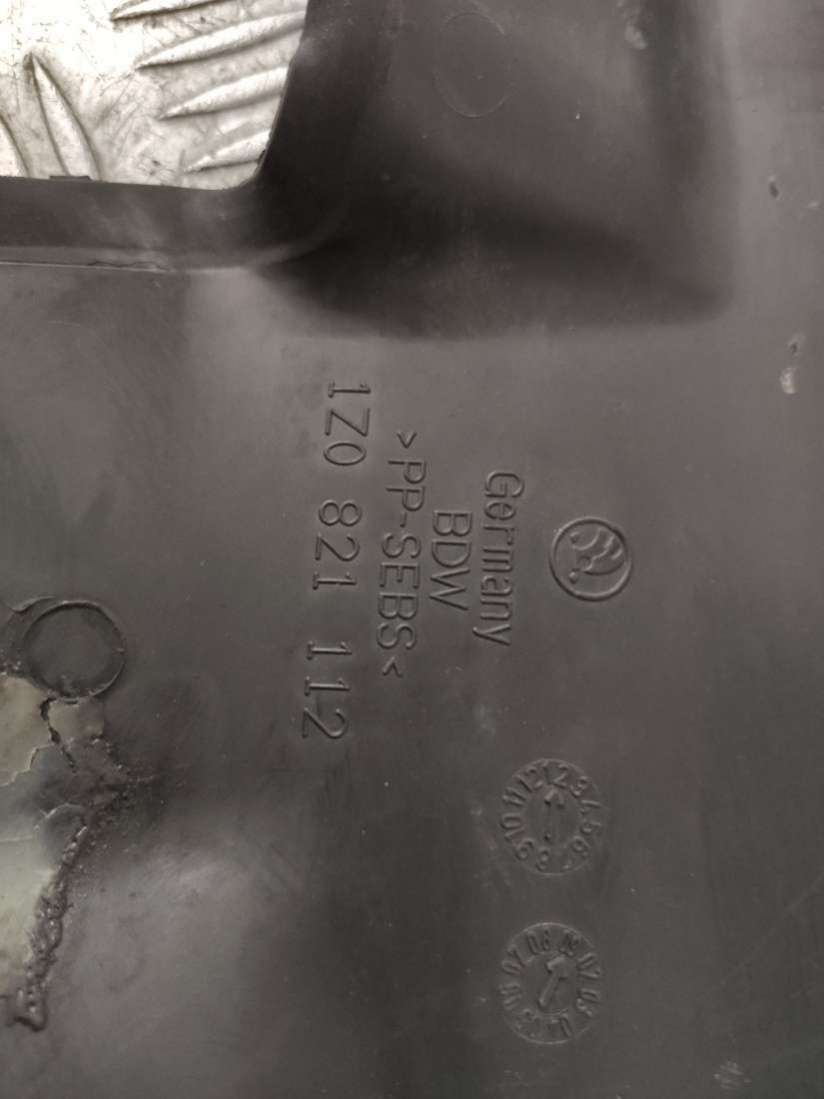 Germany
BDW
>PP-SEBS<
1Z0 821 112